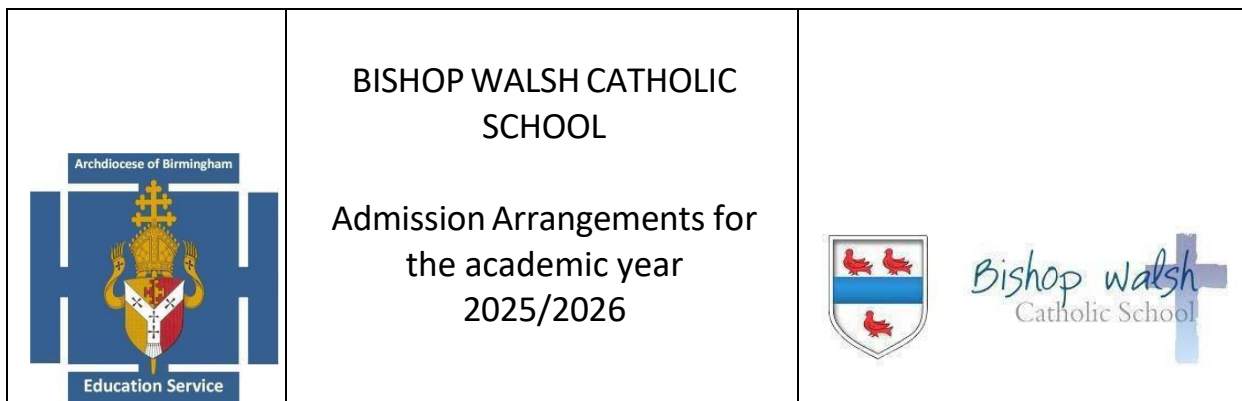 Archdiocese of Birmingham
Education Service
BISHOP WALSH CATHOLIC
SCHOOL
Admission Arrangements for
the academic year
2025/2026
Bishop Walsh
Catholic School